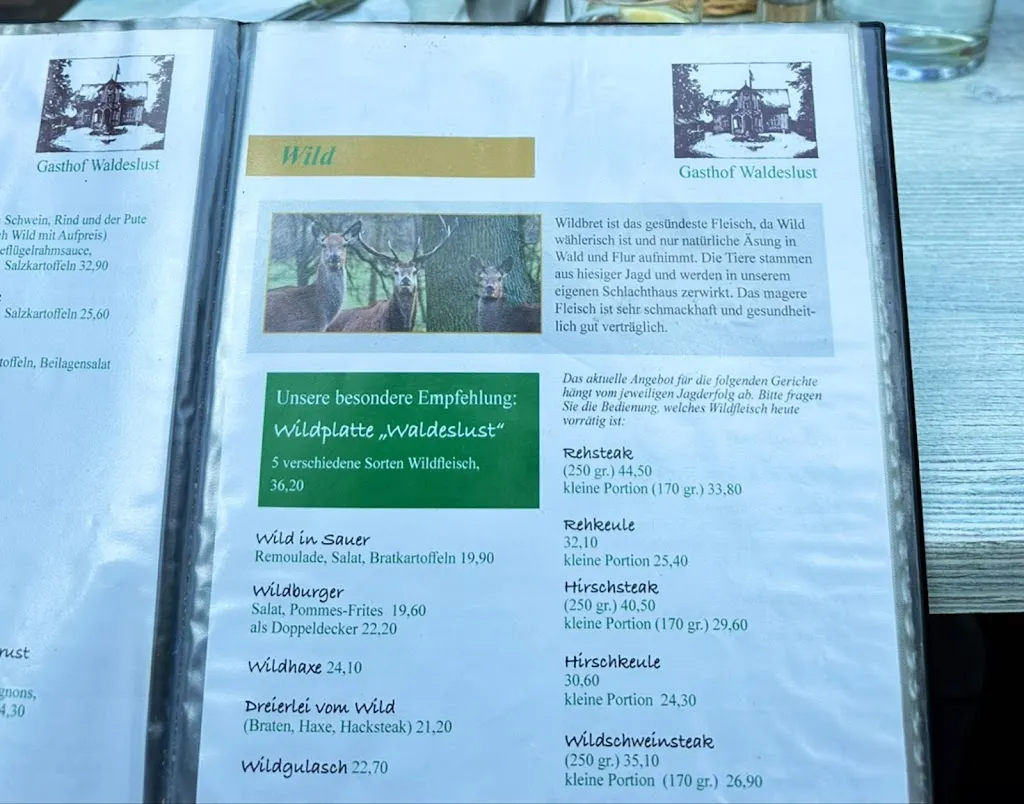 Gasthof Waldeslust
Schwein, Rind und der Pute
Wild mit Aufpreis)
Salzkartoffeln 32,90
Salzkartoffeln 25,60
Beilagensalat
Gasthof Waldeslust
Wild
Wildbret ist das gesündeste Fleisch, da Wild
wählerisch ist und nur natürliche Äsung in
Wald und Flur aufnimmt. Die Tiere stammen
aus hiesiger Jagd und werden in unserem
eigenen Schlachthaus zerwirkt. Das magere
Fleisch ist sehr schmackhaft und gesundheit-
lich gut verträglich.
Unsere besondere Empfehlung:
Wildplatte „Waldeslust“
5 verschiedene Sorten Wildfleisch,
36,20
Wild in Sauer
Remoulade, Salat, Bratkartoffeln 19,90
Wildburger
Salat, Pommes-Frites 19,60
als Doppeldecker 22,20
Wildhaxe 24,10
Dreierlei vom Wild
(Braten, Haxe, Hacksteak) 21,20
Wildgulasch 22,70
Das aktuelle Angebot für die folgenden Gerichte
hängt vom jeweiligen Jagderfolg ab. Bitte fragen
Sie die Bedienung, welches Wildfleisch heute
vorrätig ist:
Rehsteak
(250 gr.) 44,50
kleine Portion (170 gr.) 33,80
Rehkeule
32,10
kleine Portion 25,40
Hirschsteak
(250 gr.) 40,50
kleine Portion (170 gr.) 29,60
Hirschkeule
30,60
kleine Portion 24,30
Wildschweinsteak
(250 gr.) 35,10
kleine Portion (170 gr.) 26,90